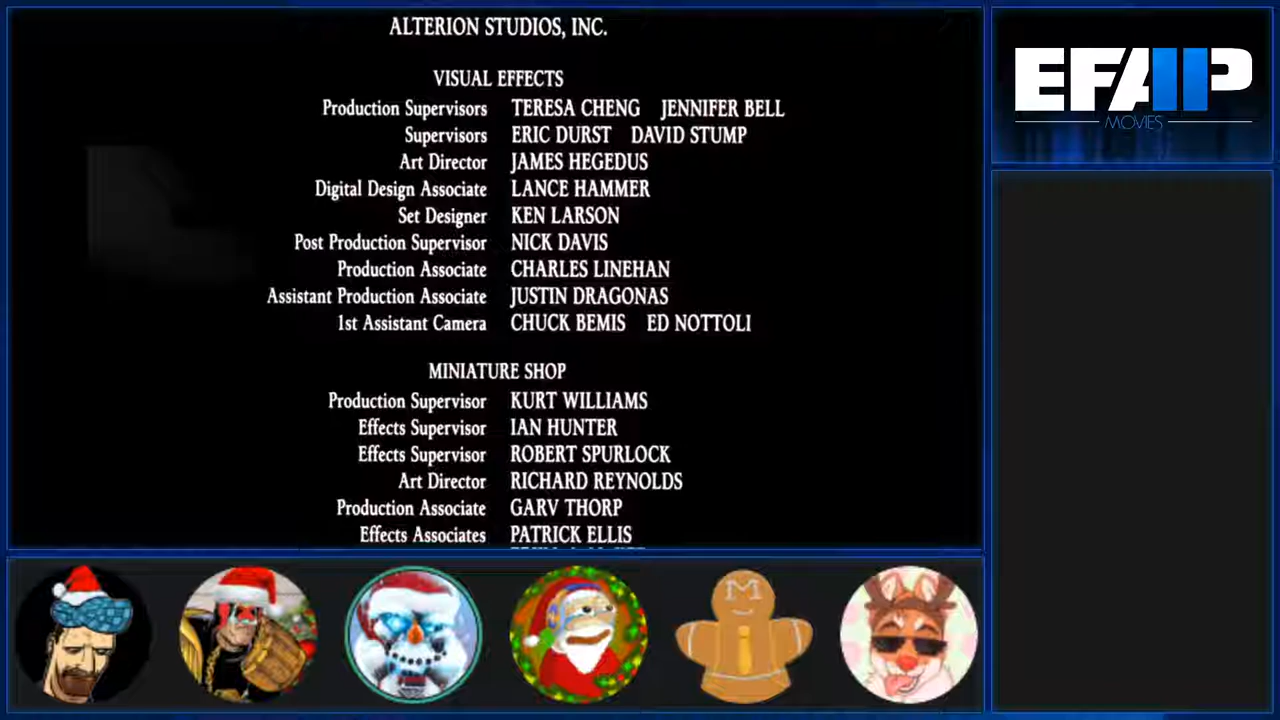 ALTERION STUDIOS, INC.
VISUAL EFFECTS
Production Supervisors TERESA CHENG JENNIFER BELL
Supervisors ERIC DURST DAVID STUMP
Art Director JAMES HEGEDUS
Digital Design Associate LANCE HAMMER
Set Designer KEN LARSON
Post Production Supervisor NICK DAVIS
Production Associate CHARLES LINEHAN
Assistant Production Associate JUSTIN DRAGONAS
1st Assistant Camera CHUCK BEMIS ED NOTTOLI
MINIATURE SHOP
Production Supervisor KURT WILLIAMS
Effects Supervisor IAN HUNTER
Effects Supervisor ROBERT SPURLOCK
Art Director RICHARD REYNOLDS
Production Associate GARV THORP
Effects Associates PATRICK ELLIS
EFAP
MOVIES
M